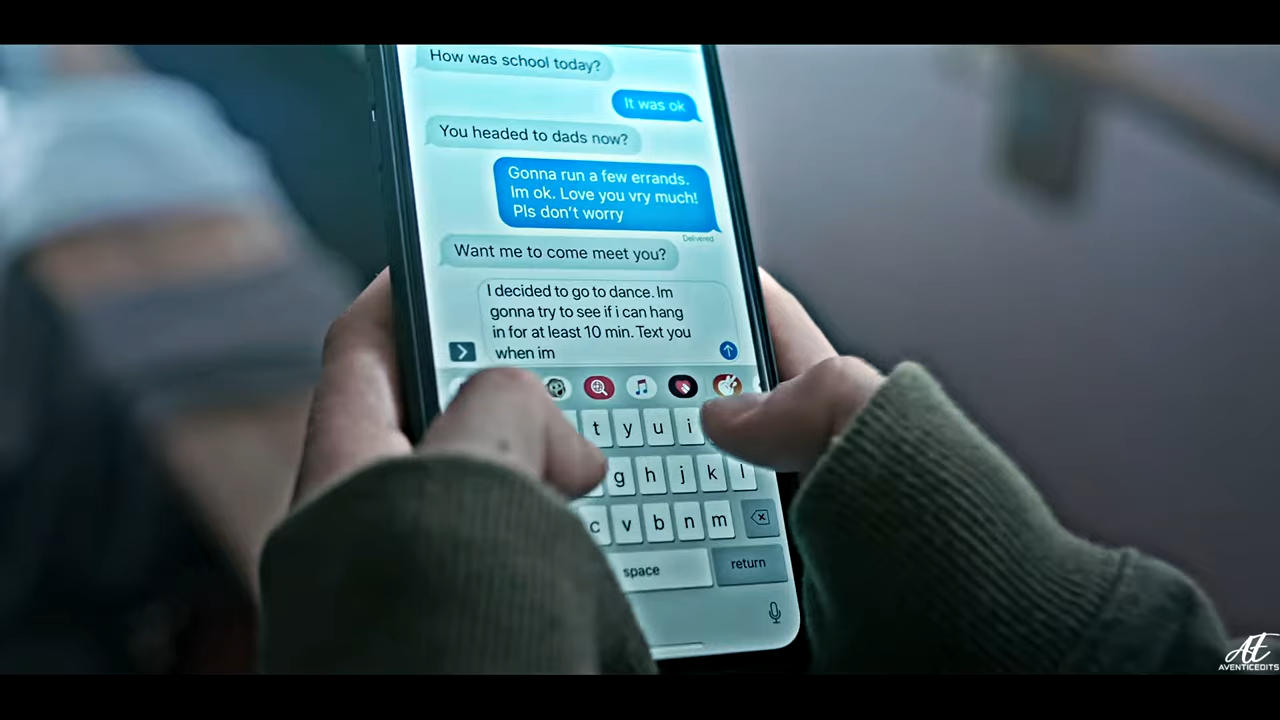 How was school today?
It was ok
You headed to dads now?
Gonna run a few errands.
Im ok. Love you vry much!
Pls don't worry
Delivered
Want me to come meet you?
I decided to go to dance. Im
gonna try to see if i can hang
in for at least 10 min. Text you
when im
t y u i
g h j k l
c v b n m
space return
AE
AVENTICEDITS